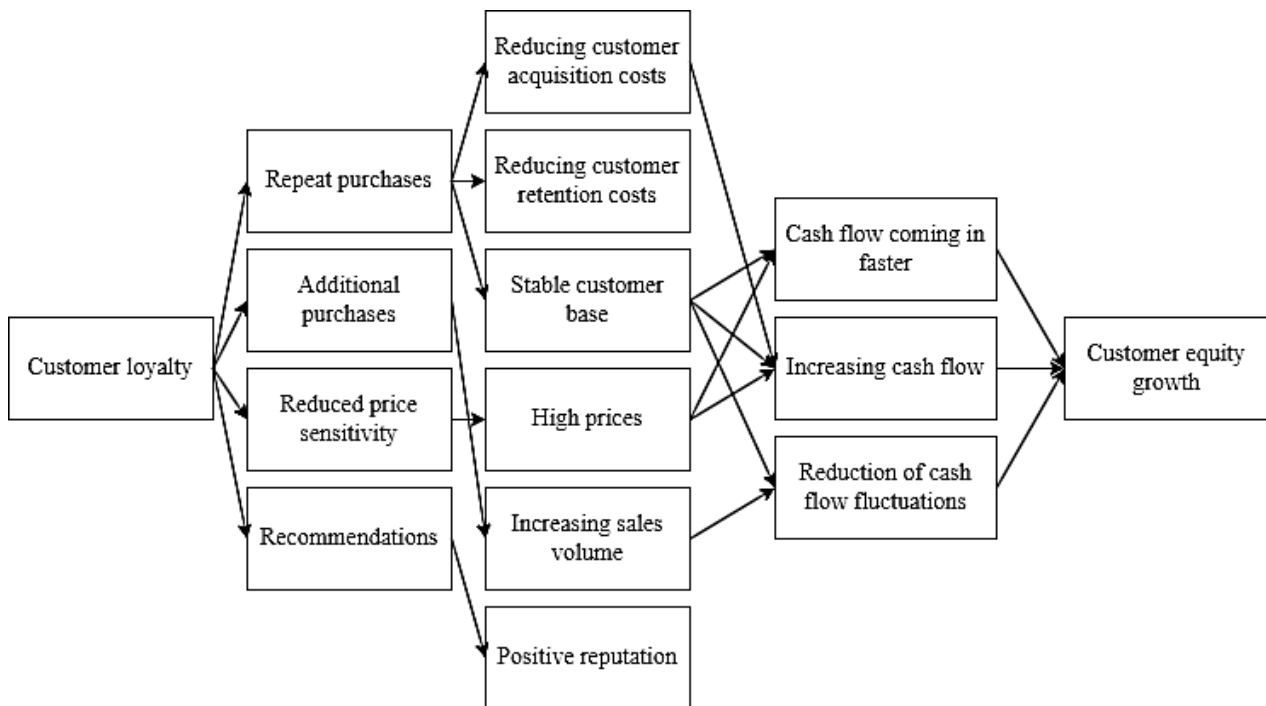 Customer loyalty
Repeat purchases
Additional
purchases
Reduced price
sensitivity
Recommendations
Reducing customer
acquisition costs
Reducing customer
retention costs
Stable customer
base
High prices
Increasing sales
volume
Positive reputation
Cash flow coming in
faster
Increasing cash flow
Reduction of cash
flow fluctuations
Customer equity
growth